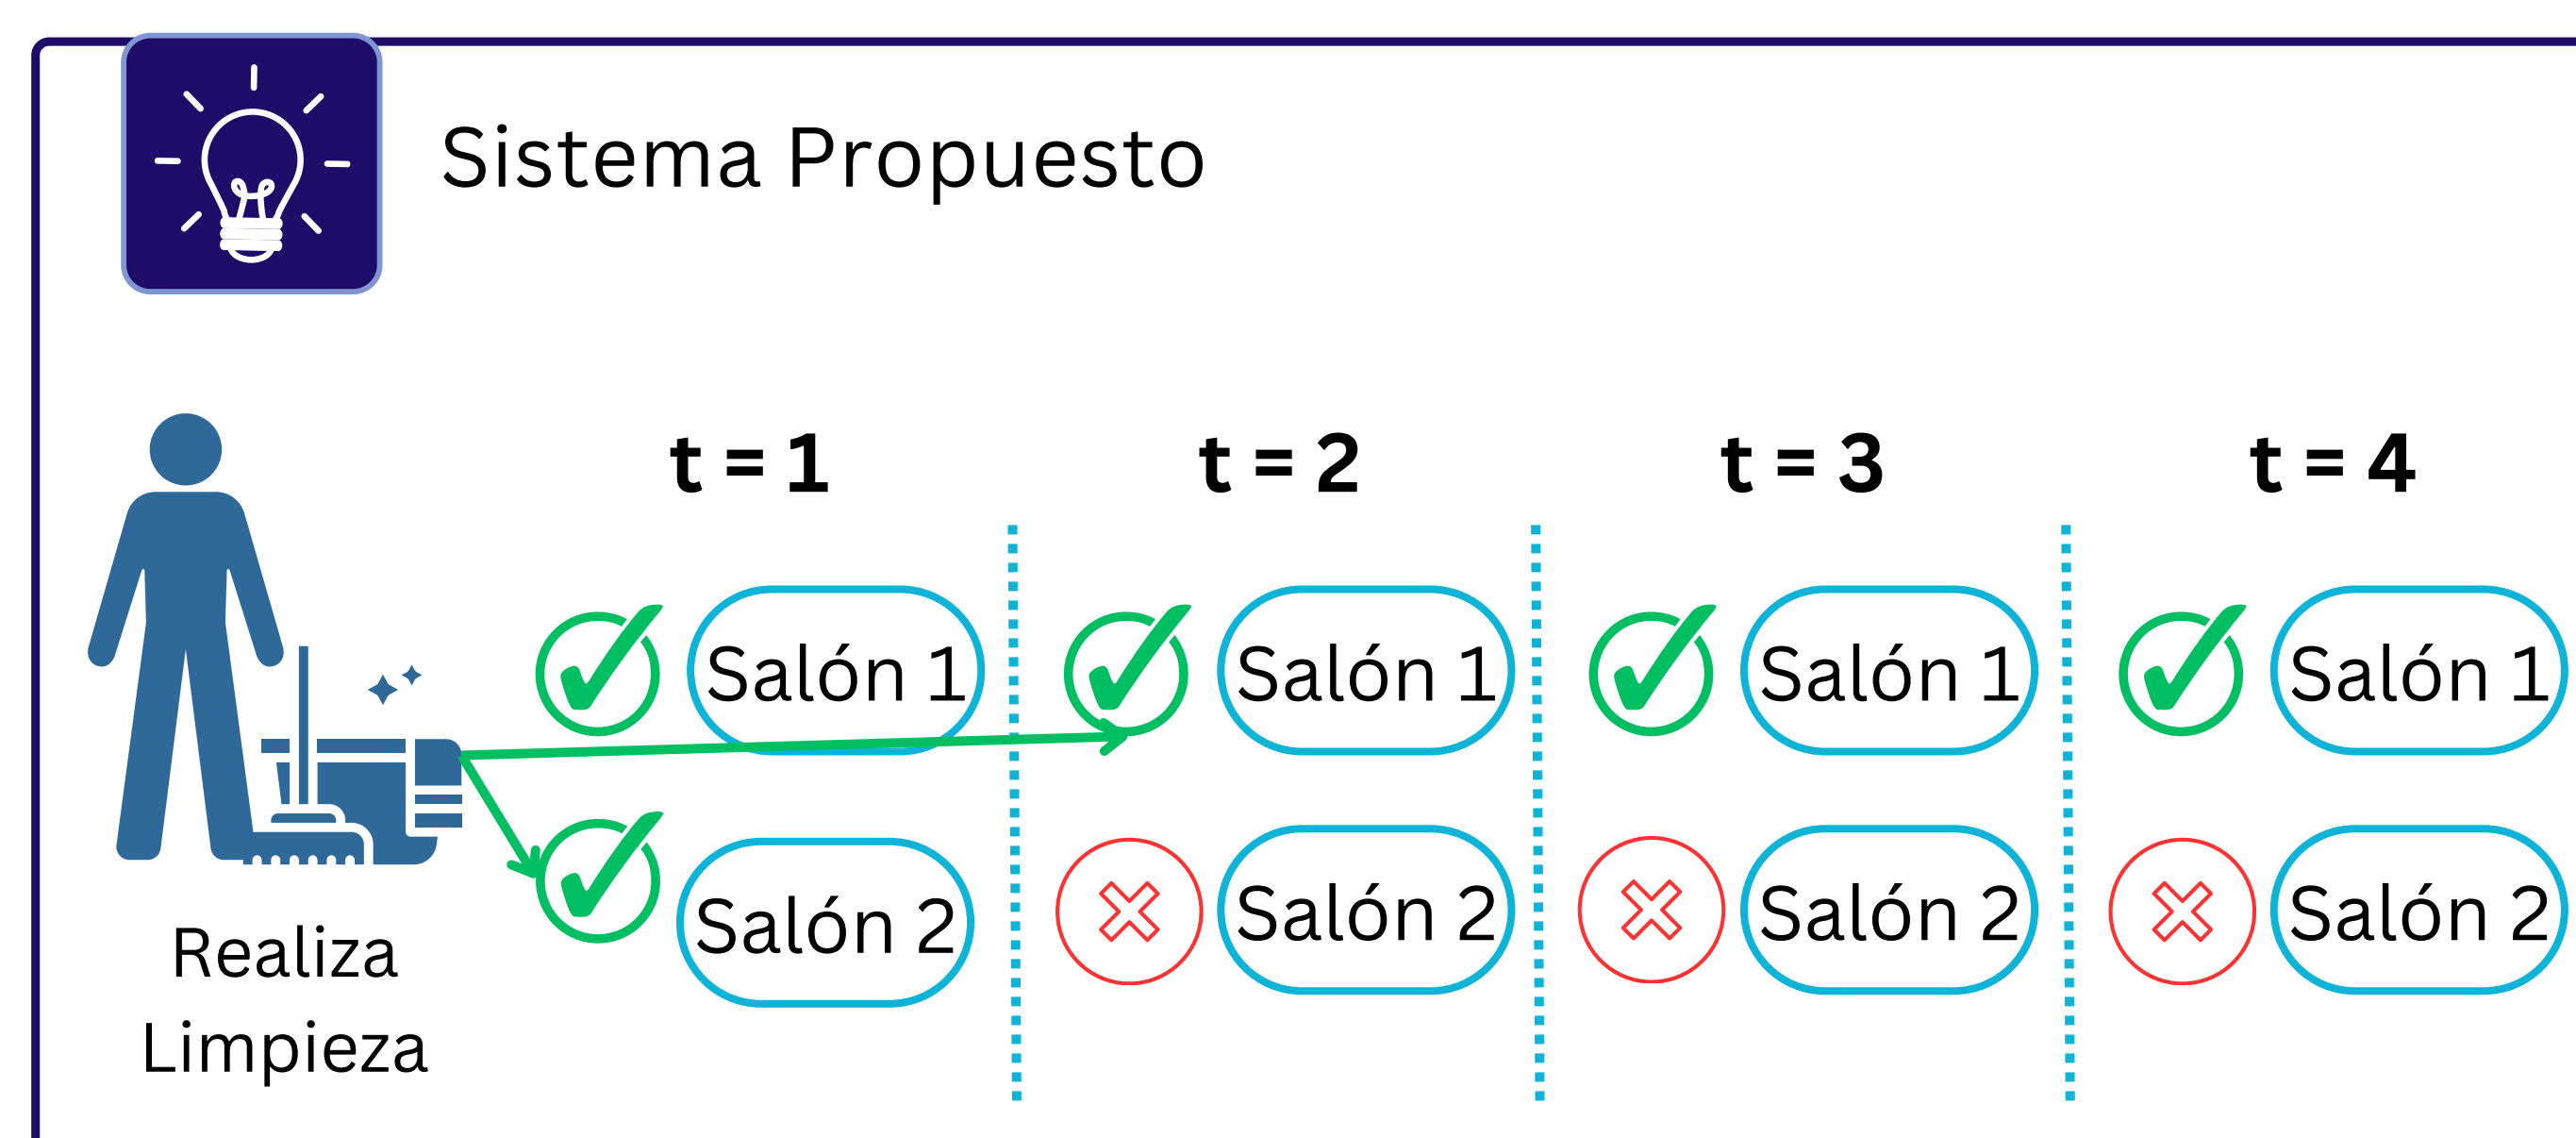 Sistema Propuesto
t = 1
t = 2
t = 3
t = 4
Salón 1
Salón 1
Salón 1
Salón 1
Salón 2
Salón 2
Salón 2
Salón 2
Realiza
Limpieza